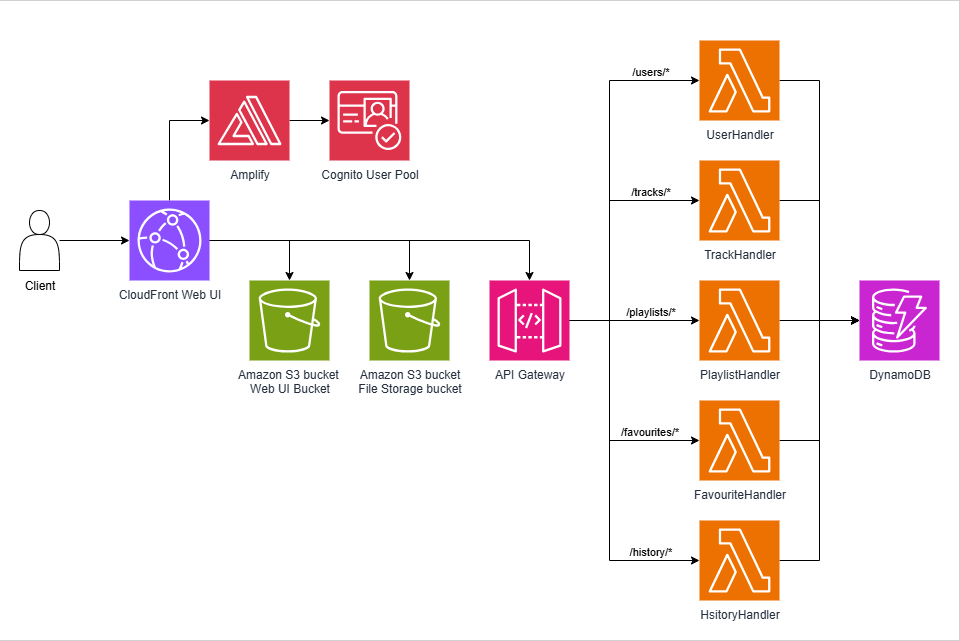 /users/*
UserHandler
Amplify
Cognito User Pool
/tracks/*
TrackHandler
Client
CloudFront Web UI
/playlists/*
Amazon S3 bucket
Web UI Bucket
Amazon S3 bucket
File Storage bucket
API Gateway
PlaylistHandler
DynamoDB
/favourites/*
FavouriteHandler
/history/*
HsitoryHandler